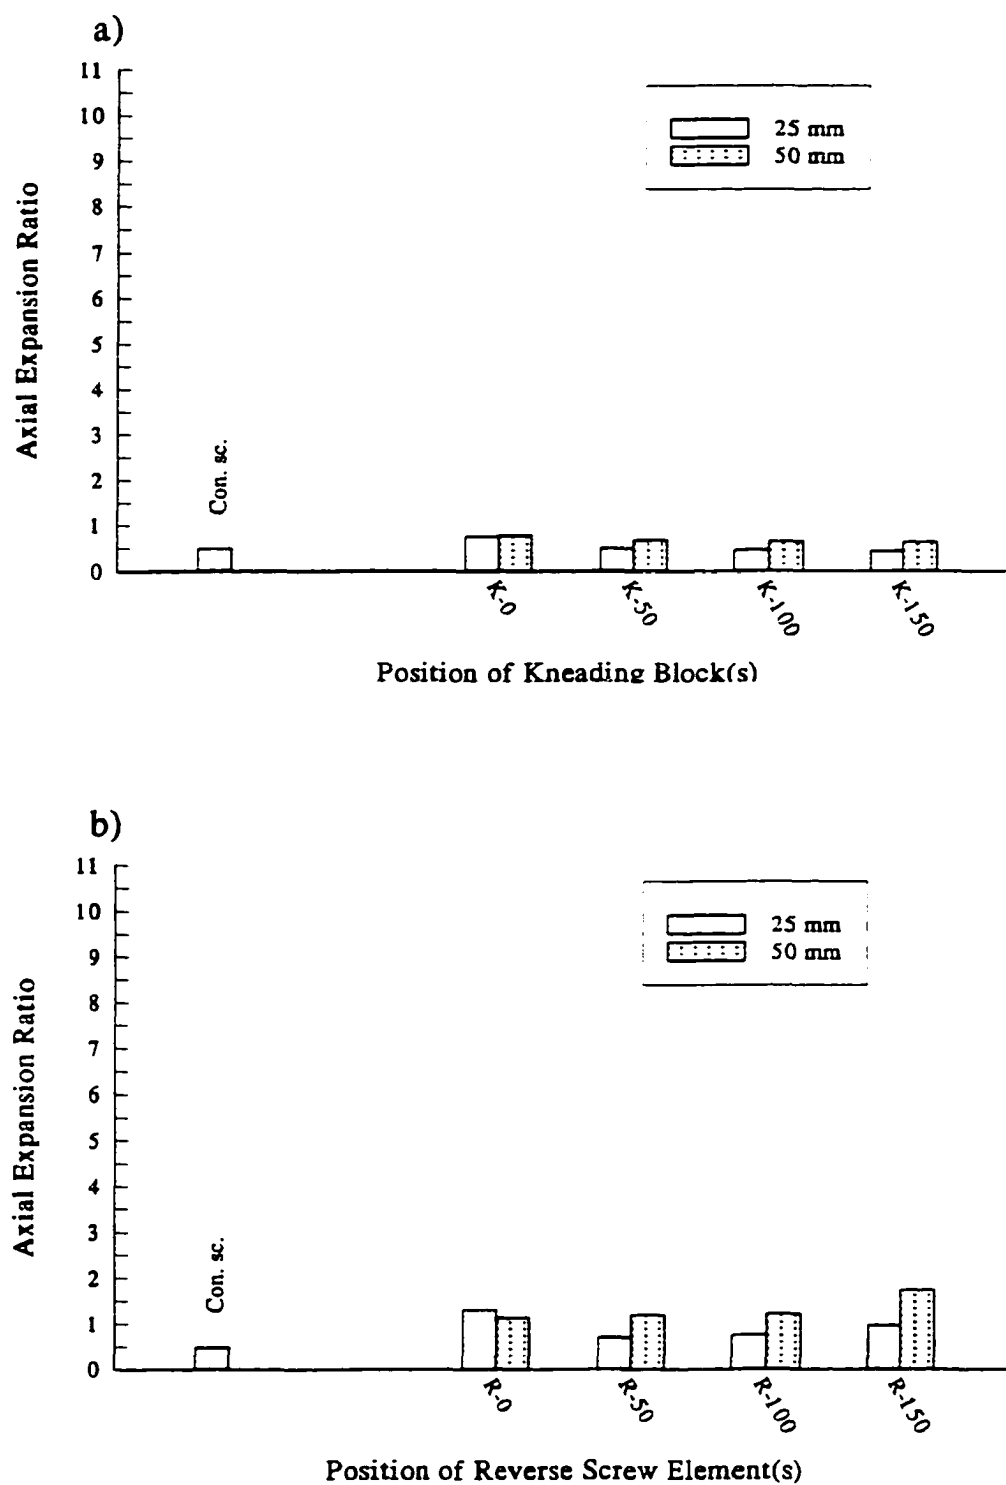 a)
11
10
9
8
7
6
5
4
3
2
1
0
Axial Expansion Ratio
25 mm
50 mm
Con. sc.
K-0
K-50
K-100
K-150
Position of Kneading Block(s)
b)
11
10
9
8
7
6
5
4
3
2
1
0
Axial Expansion Ratio
25 mm
50 mm
Con. sc.
R-0
R-50
R-100
R-150
Position of Reverse Screw Element(s)